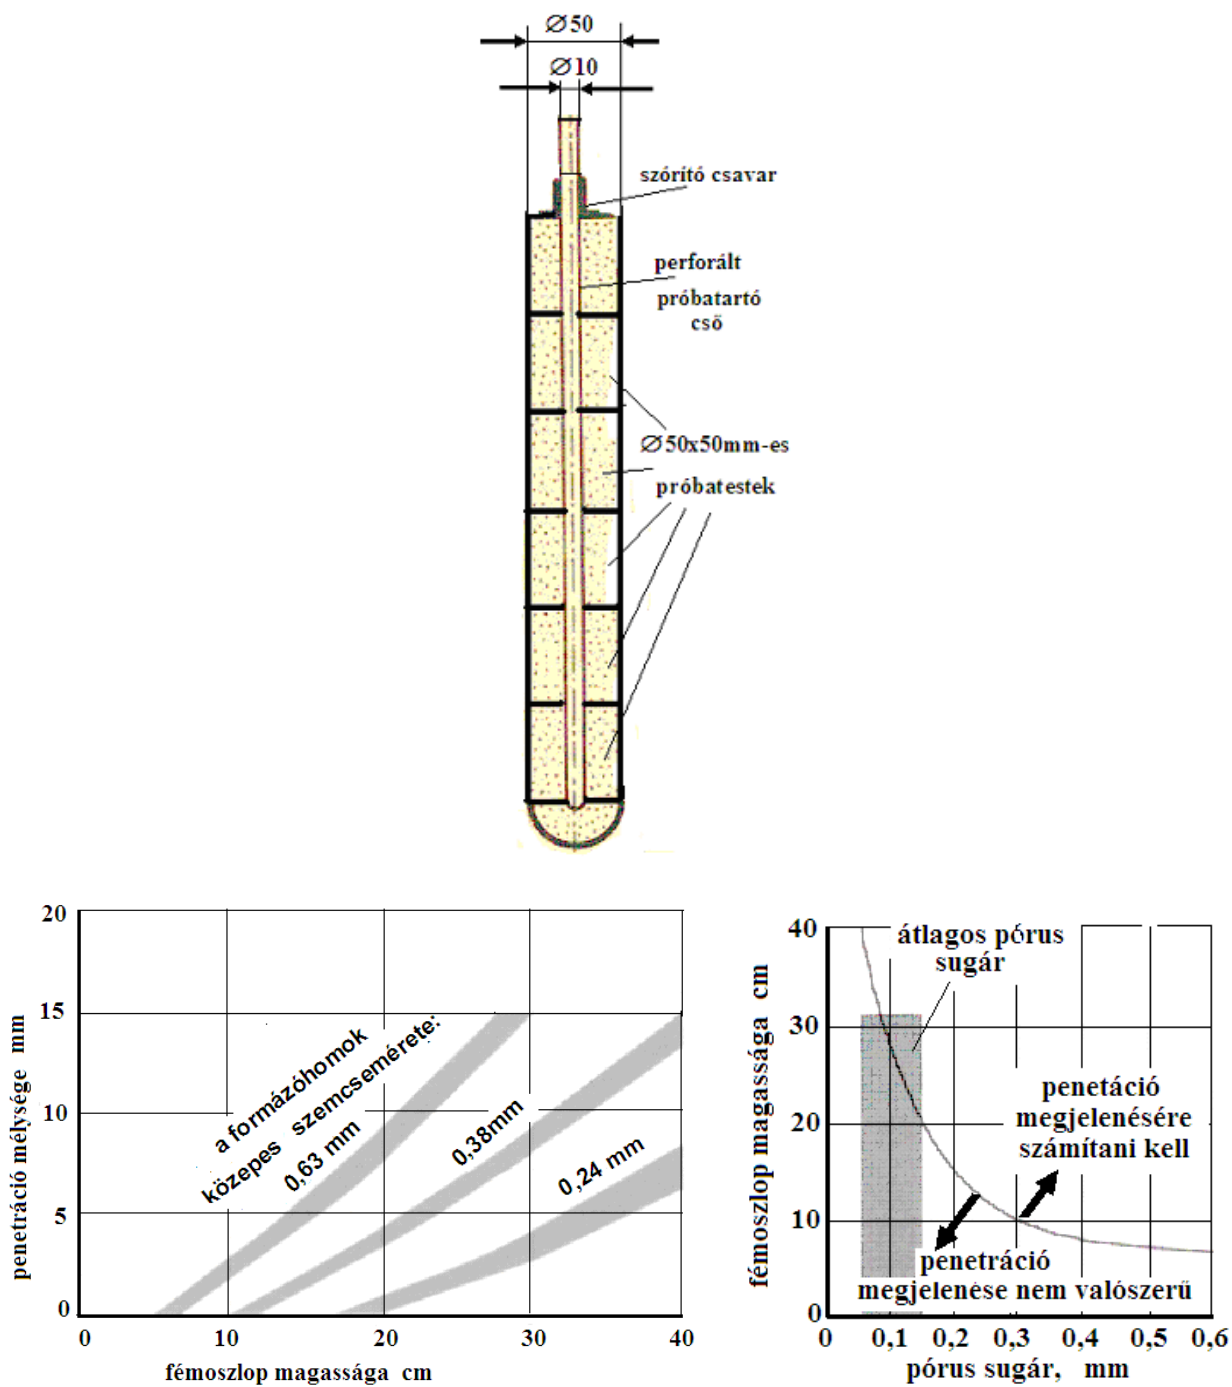 ∅50
∅10
szórító csavar
perforált
próbatartó
cső
∅50x50mm-es
próbatestek
20
15
10
5
0
penetráció mélysége mm
a formázóhomok
közepes szemcsemérete:
0,63 mm
0,38mm
0,24 mm
0
10
20
30
40
fémoszlop magassága cm
40
30
20
10
0
fémoszlop magassága cm
átlagos pórus
sugár
penetáció
megjelenésére
számítani kell
penetráció
megjelenése nem valószerű
0
0,1
0,2
0,3
0,4
0,5
0,6
pórus sugár, mm